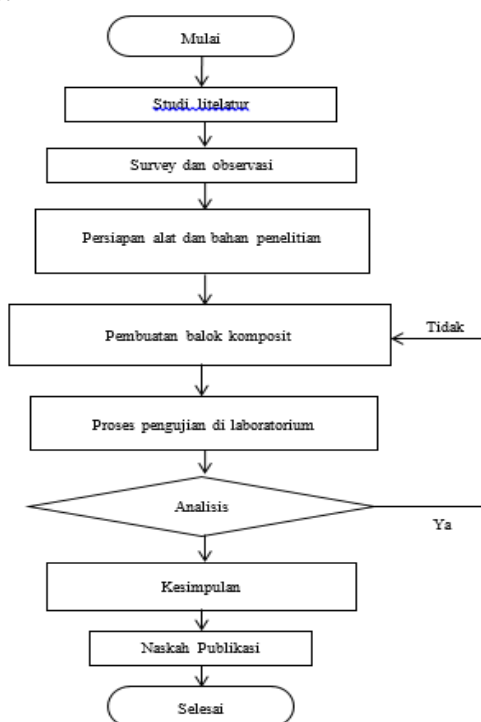 Mulai
Studi litelatur
Survey dan observasi
Persiapan alat dan bahan penelitian
Pembuatan balok komposit
Tidak
Proses pengujian di laboratorium
Analisis
Ya
Kesimpulan
Naskah Publikasi
Selesai